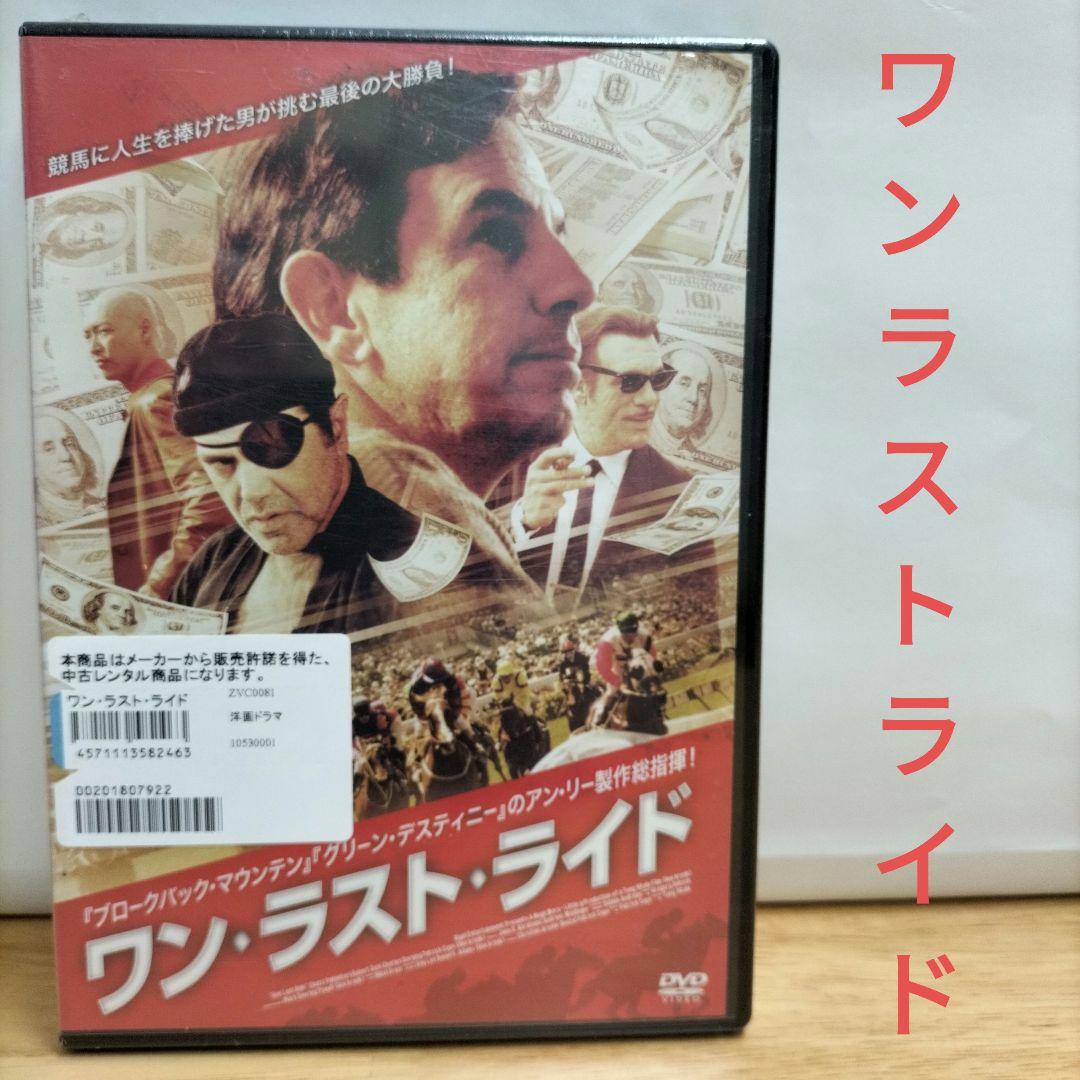 競馬に人生を捧げた男が挑む最後の大勝負！
本商品はメーカーから販売許諾を得た、
中古レンタル商品になります。
ワン・ラスト・ライド
ZVC0081
洋画ドラマ
4571113582463
10530001
00201807922
『ブロークバック・マウンテン』『グリーン・デスティニー』のアン・リー製作総指揮！
ワン・ラスト・ライド
DVD
VIDEO
ワンラストライド